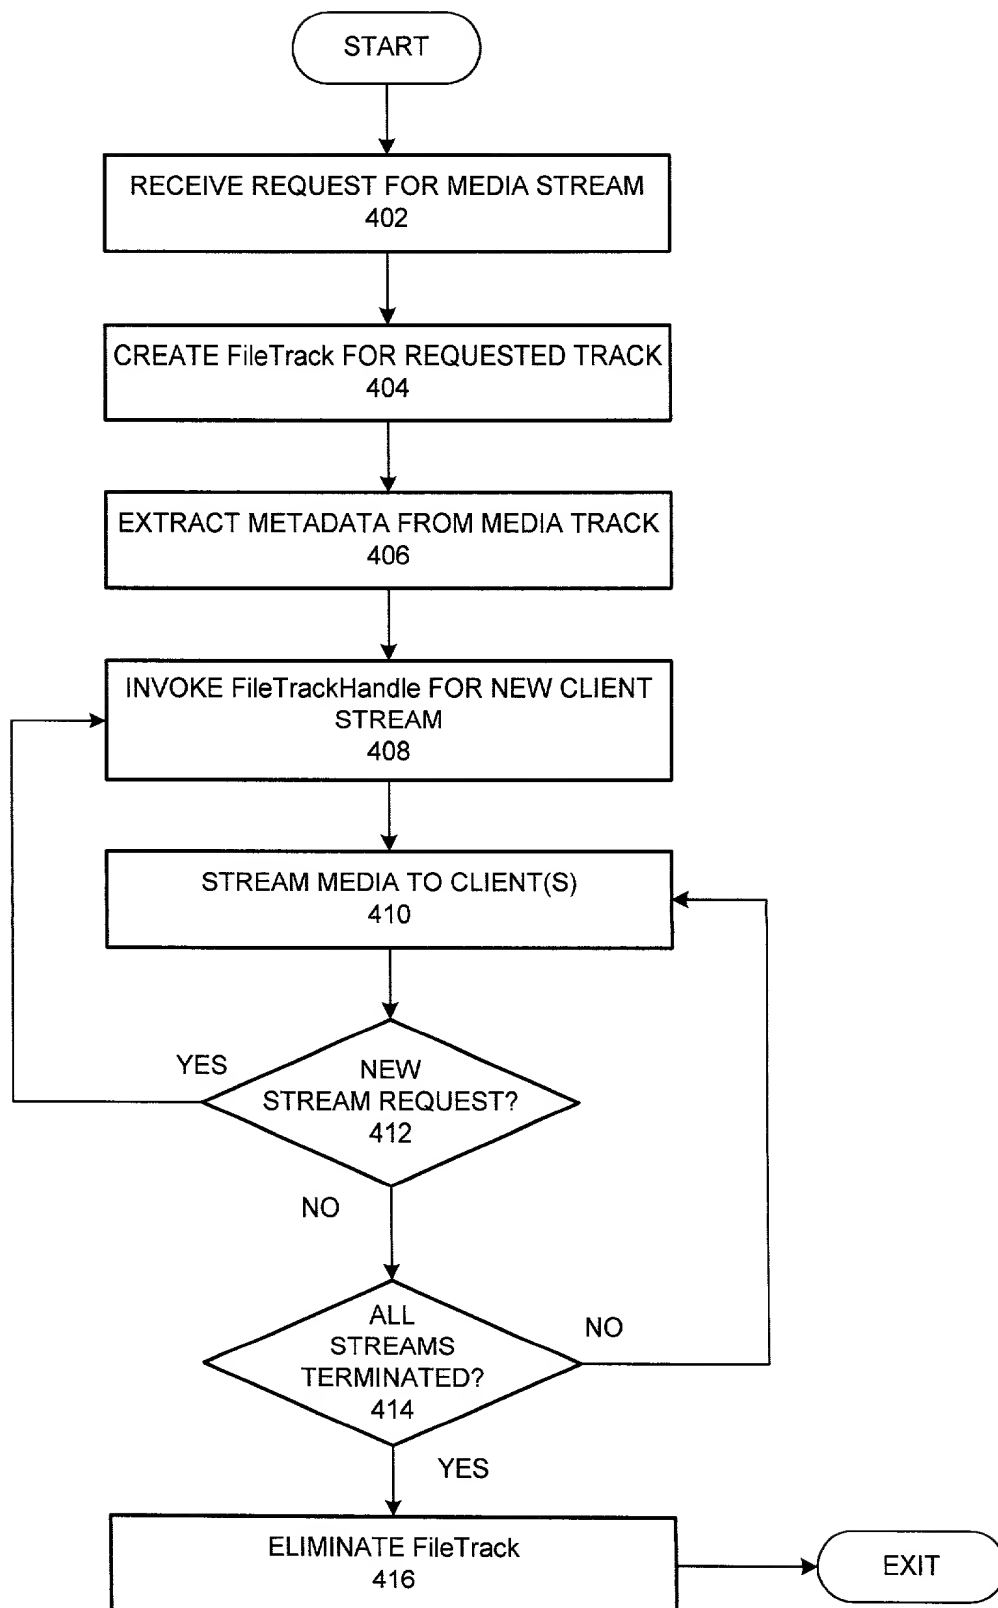 START
RECEIVE REQUEST FOR MEDIA STREAM
402
CREATE FileTrack FOR REQUESTED TRACK
404
EXTRACT METADATA FROM MEDIA TRACK
406
INVOKE FileTrackHandle FOR NEW CLIENT
STREAM
408
STREAM MEDIA TO CLIENT(S)
410
YES
NEW
STREAM REQUEST?
412
NO
ALL
STREAMS
TERMINATED?
414
NO
YES
ELIMINATE FileTrack
416
EXIT